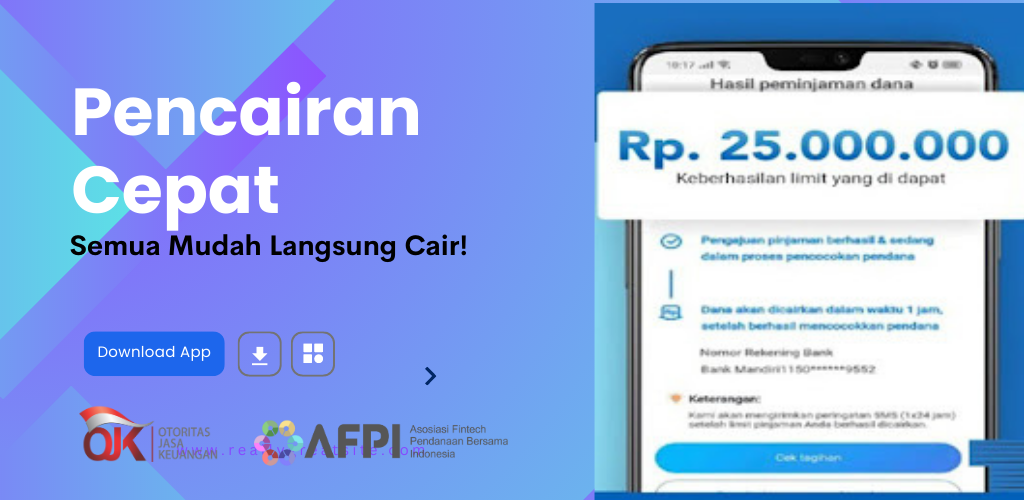 Pencairan
Cepat
Semua Mudah Langsung Cair!
Download App
OJK
OTORITAS
JASA
KEUANGAN
AFPI
Asosiasi Fintech
Pendanaan Bersama
Indonesia
10:17
Hasil peminjaman dana
Rp. 25.000.000
Keberhasilan limit yang di dapat
Pengajuan pinjaman berhasil & sedang
dalam proses pencocokan pendana
Dana akan dicairkan dalam waktu 1 jam,
setelah berhasil mencocokkan pendana
Nomor Rekening Bank
Bank Mandiri1150******9552
Keterangan:
Kami akan mengirimkan peringatan SMS (1x24 jam)
setelah limit pinjaman Anda berhasil dicairkan.
Cek tagihan